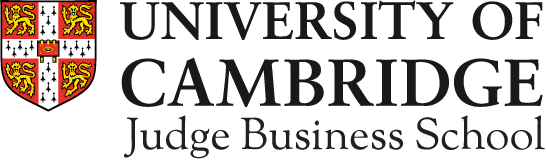 UNIVERSITY OF
CAMBRIDGE
Judge Business School